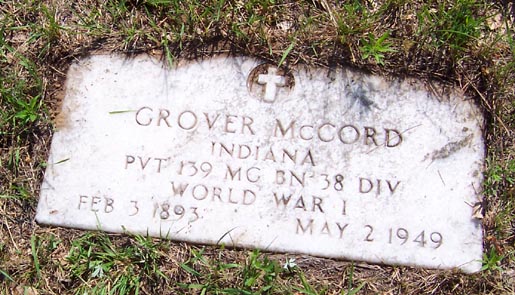 GROVER McCORD
INDIANA
PVT 139 MG BN 38 DIV
WORLD WAR I
FEB 3 1893 MAY 2 1949